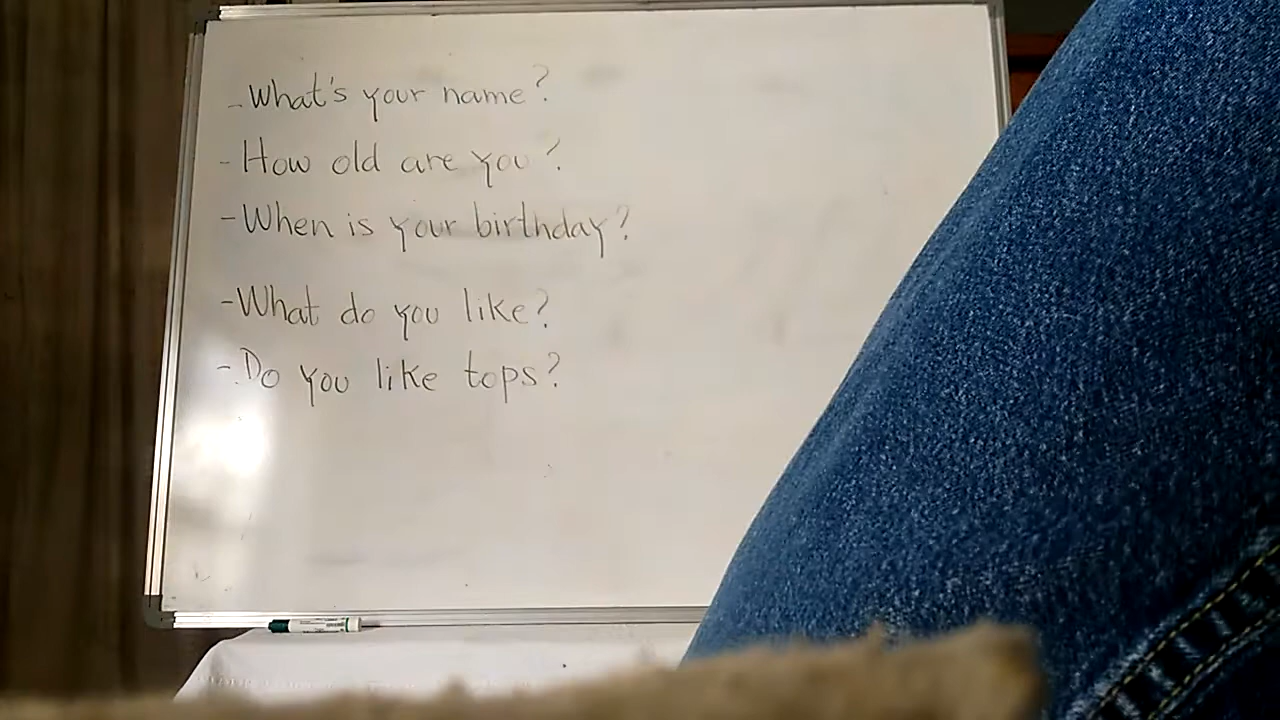 - What's your name?
- How old are you?
- When is your birthday?
- What do you like?
- Do you like tops?